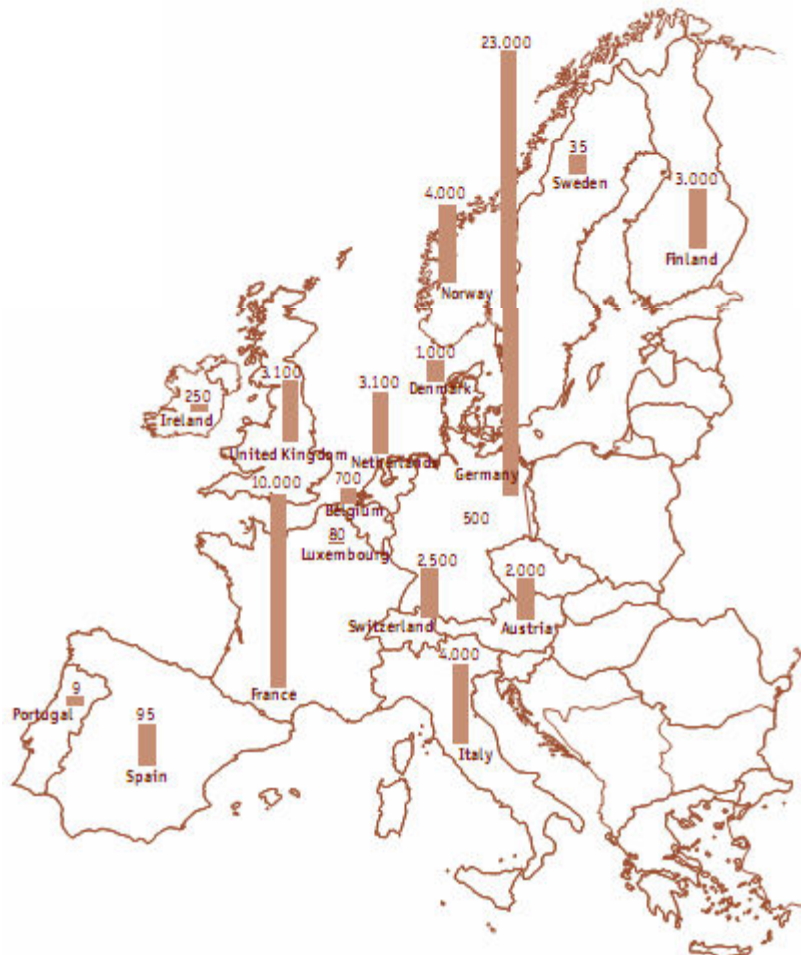 23.000
35
Sweden
3.000
Finland
4.000
Norway
1.000
Denmark
3.100
United Kingdom
3.100
Netherlands
250
Ireland
Germany
10.000
France
700
Belgium
500
80
Luxembourg
2.500
Switzerland
2.000
Austria
4.000
Italy
9
Portugal
95
Spain